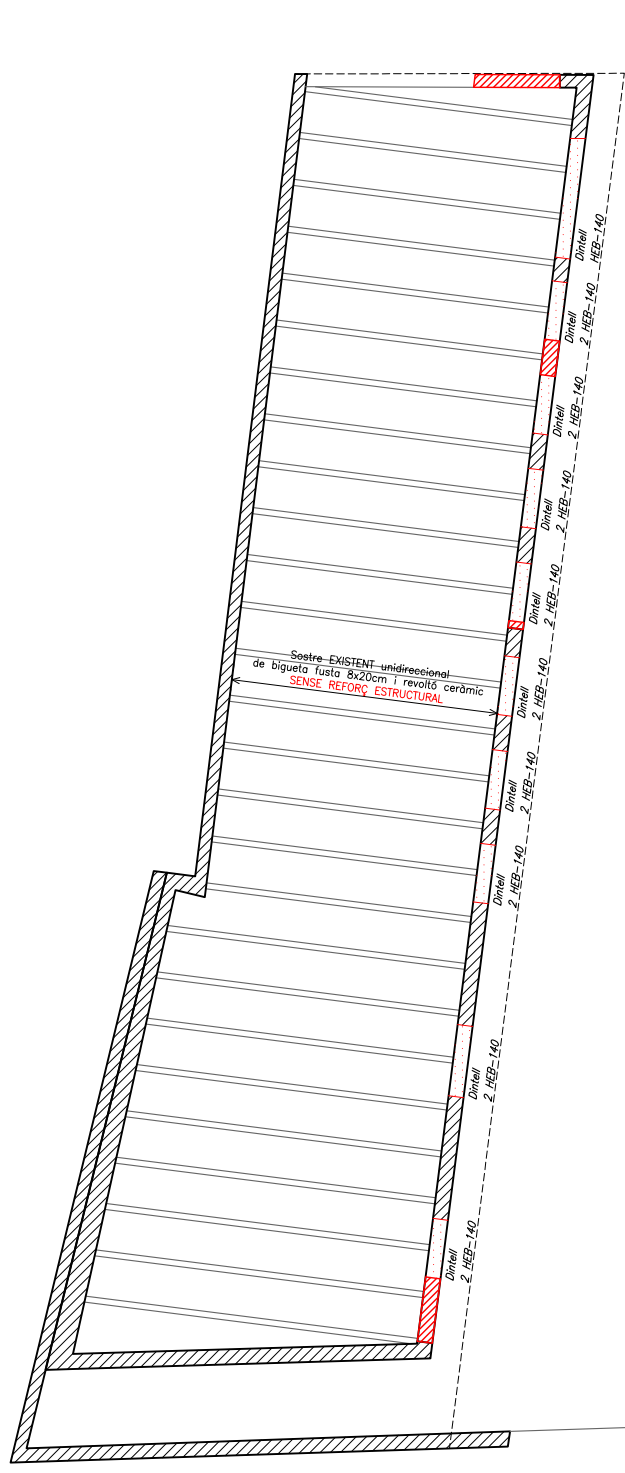 Dintell
HEB-140
Dintell
2 HEB-140
Dintell
2 HEB-140
Dintell
2 HEB-140
Dintell
2 HEB-140
Sostre EXISTENT unidireccional
de bigueta fusta 8x20cm i revoltó ceràmic
SENSE REFORÇ ESTRUCTURAL
Dintell
2 HEB-140
Dintell
2 HEB-140
Dintell
2 HEB-140
Dintell
2 HEB-140
Dintell
2 HEB-140